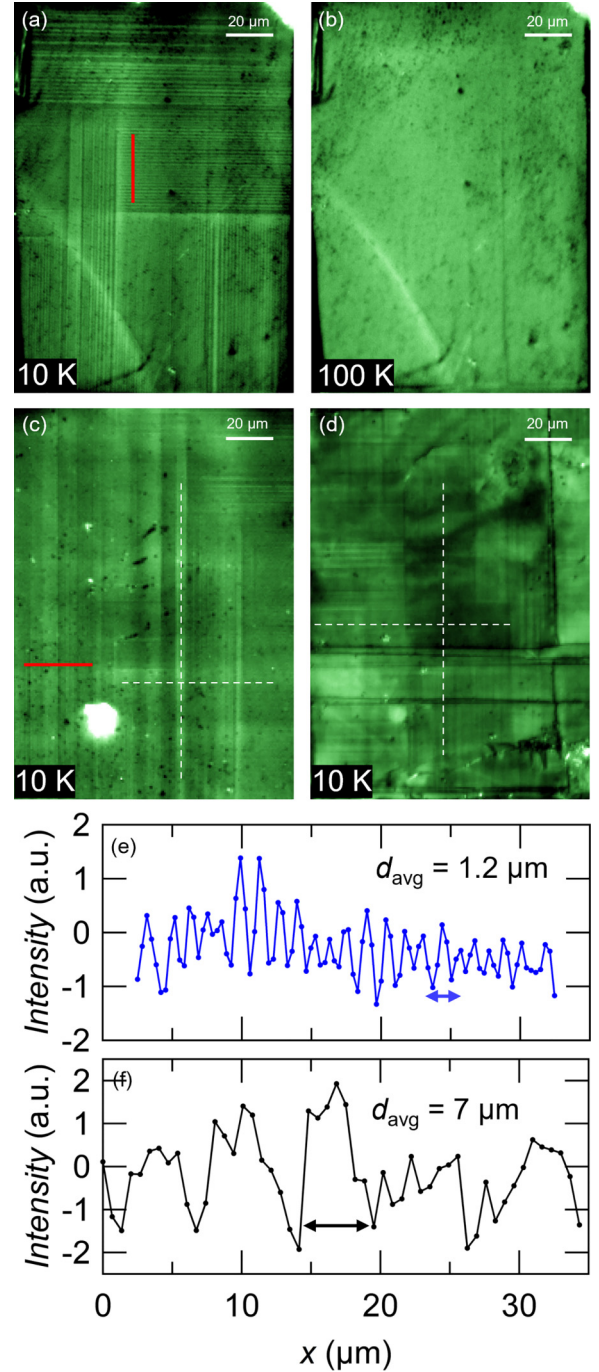 (a) 20 μm
(b) 20 μm
10 K
100 K
(c) 20 μm
(d) 20 μm
10 K
10 K
2
(e)
d_avg = 1.2 μm
1
0
-1
-2
Intensity (a.u.)
(f)
2
d_avg = 7 μm
1
0
-1
-2
Intensity (a.u.)
0 10 20 30
x (μm)